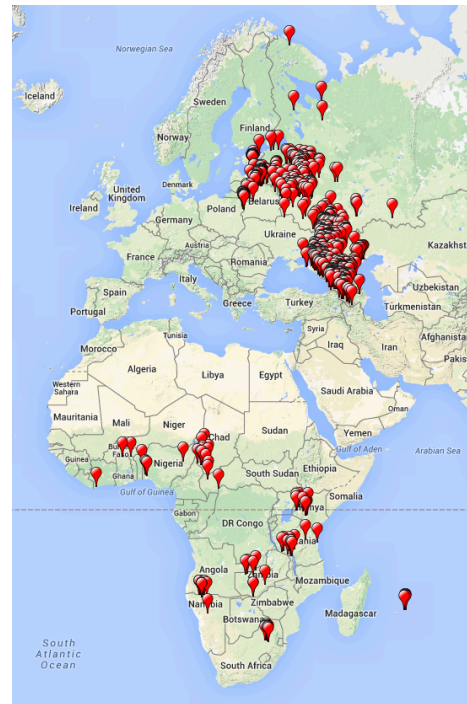 Norwegian Sea
Iceland
Sweden
Finland
Norway
United
Kingdom
Denmark
Ireland
Poland
Belarus
Germany
Ukraine
Kazakhst
Austria
France
Romania
Italy
Uzbekistan
Spain
Greece
Turkey
Turkmenistan
Portugal
Syria
Afghanista
Tunisia
Morocco
Iraq
Iran
Pakis
Algeria
Libya
Egypt
Western
Sahara
Saudi Arabia
Oman
Mauritania
Mali
Niger
Chad
Sudan
Yemen
Gulf of Aden
Arabian Sea
Bu
Faso
Guinea
Nigeria
Ethiopia
Ghana
South Sudan
Somalia
Gulf of Guinea
Gabon
DR Congo
nya
ania
Angola
Zambia
Mozambique
Namibia
Zimbabwe
Madagascar
Botswana
South
Atlantic
Ocean
South Africa